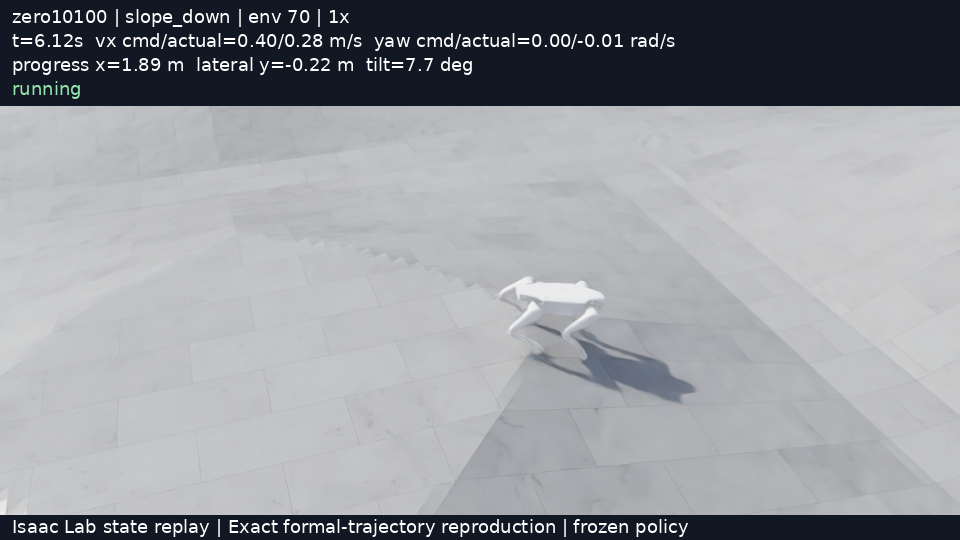 zero10100 | slope_down | env 70 | 1x
t=6.12s  vx cmd/actual=0.40/0.28 m/s  yaw cmd/actual=0.00/-0.01 rad/s
progress x=1.89 m  lateral y=-0.22 m  tilt=7.7 deg
running
Isaac Lab state replay | Exact formal-trajectory reproduction | frozen policy